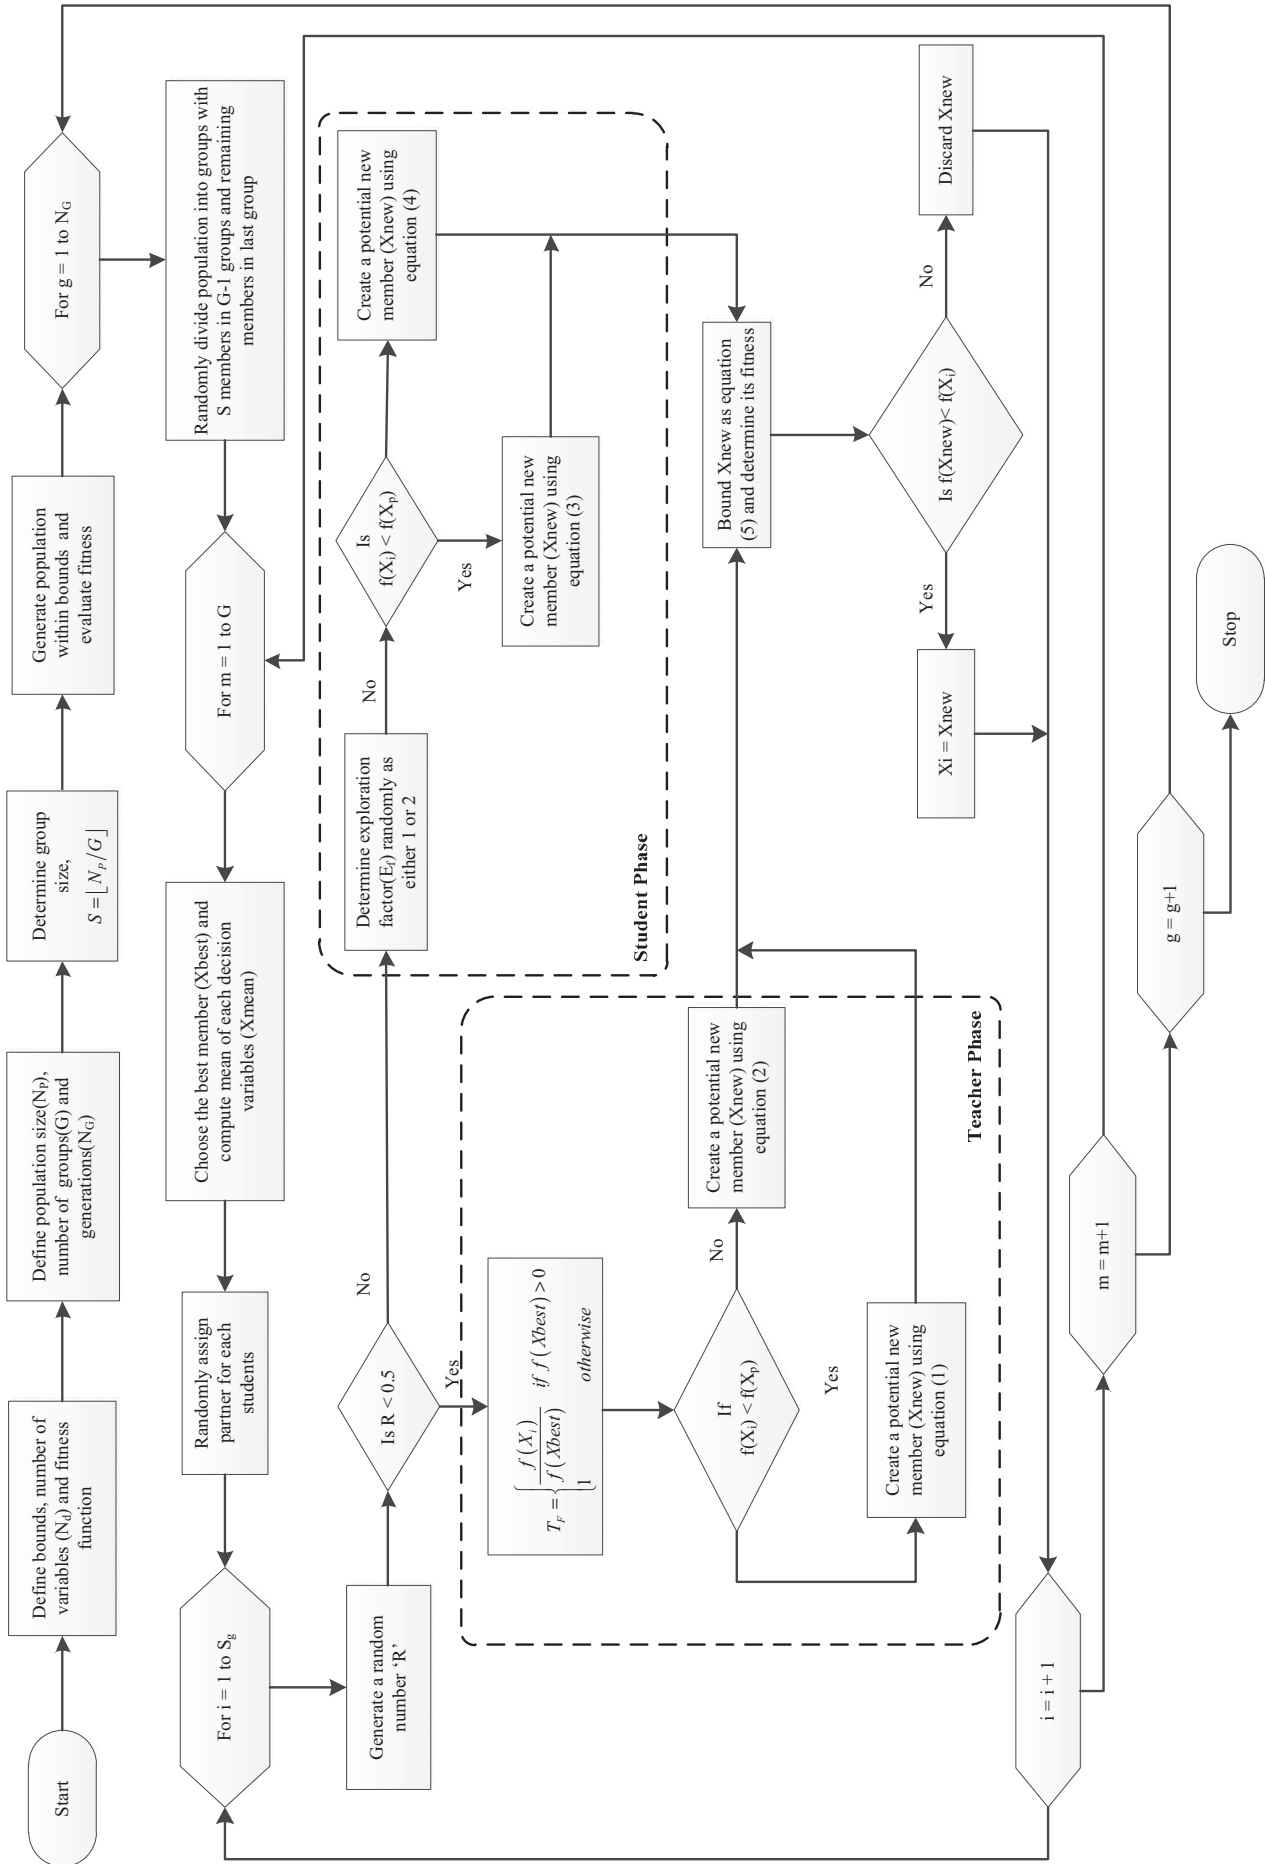 Start
Define bounds, number of
variables (Nd) and fitness
function
Define population size(NP),
number of groups(G) and
generations(NG)
Determine group
size,
S = ⌊NP/G⌋
Generate population
within bounds and
evaluate fitness
For g = 1 to NG
Randomly divide population into groups with
S members in G-1 groups and remaining
members in last group
For m = 1 to G
Choose the best member (Xbest) and
compute mean of each decision
variables (Xmean)
Randomly assign
partner for each
students
For i = 1 to Sg
Generate a random
number ‘R’
Is R < 0.5
No
Yes
Determine exploration
factor(Ef) randomly as
either 1 or 2
No
Is
f(Xi) < f(Xp)
Yes
Create a potential new
member (Xnew) using
equation (4)
Create a potential new
member (Xnew) using
equation (3)
Student Phase
TF = { f(Xi) / f(Xbest) if f(Xbest) > 0
1 otherwise
If
f(Xi) < f(Xp)
No
Yes
Create a potential new
member (Xnew) using
equation (2)
Create a potential new
member (Xnew) using
equation (1)
Teacher Phase
Bound Xnew as equation
(5) and determine its fitness
Is f(Xnew)< f(Xi)
No
Yes
Discard Xnew
Xi = Xnew
i = i + 1
m = m+1
g = g+1
Stop